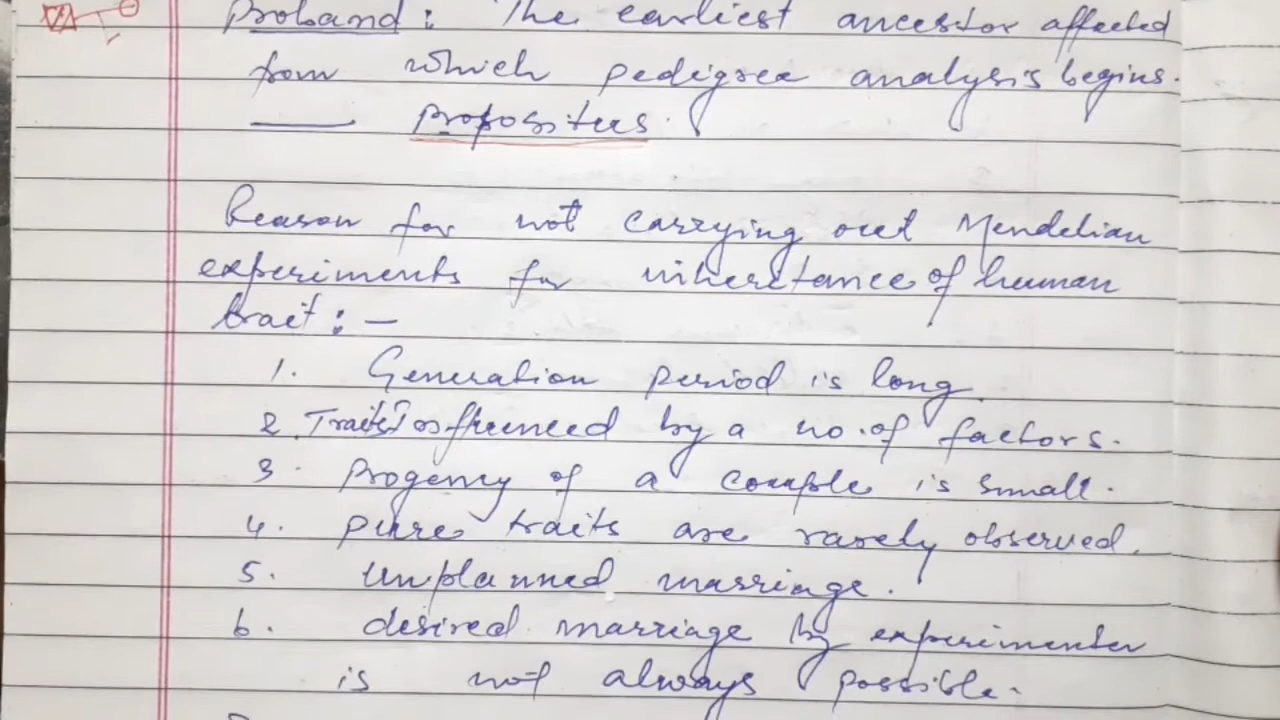 Proband : The earliest ancestor affected
from which pedigree analysis begins.
propositus.
Reason for not carrying out Mendelian
experiments for inheritance of human
trait : —
1. Generation period is long.
2. Traits by a no. of factors.
3. Progency of a couple is small.
4. pure traits are rarely observed.
5. Unplanned marriage.
6. desired marriage by experimenter
is not always possible.